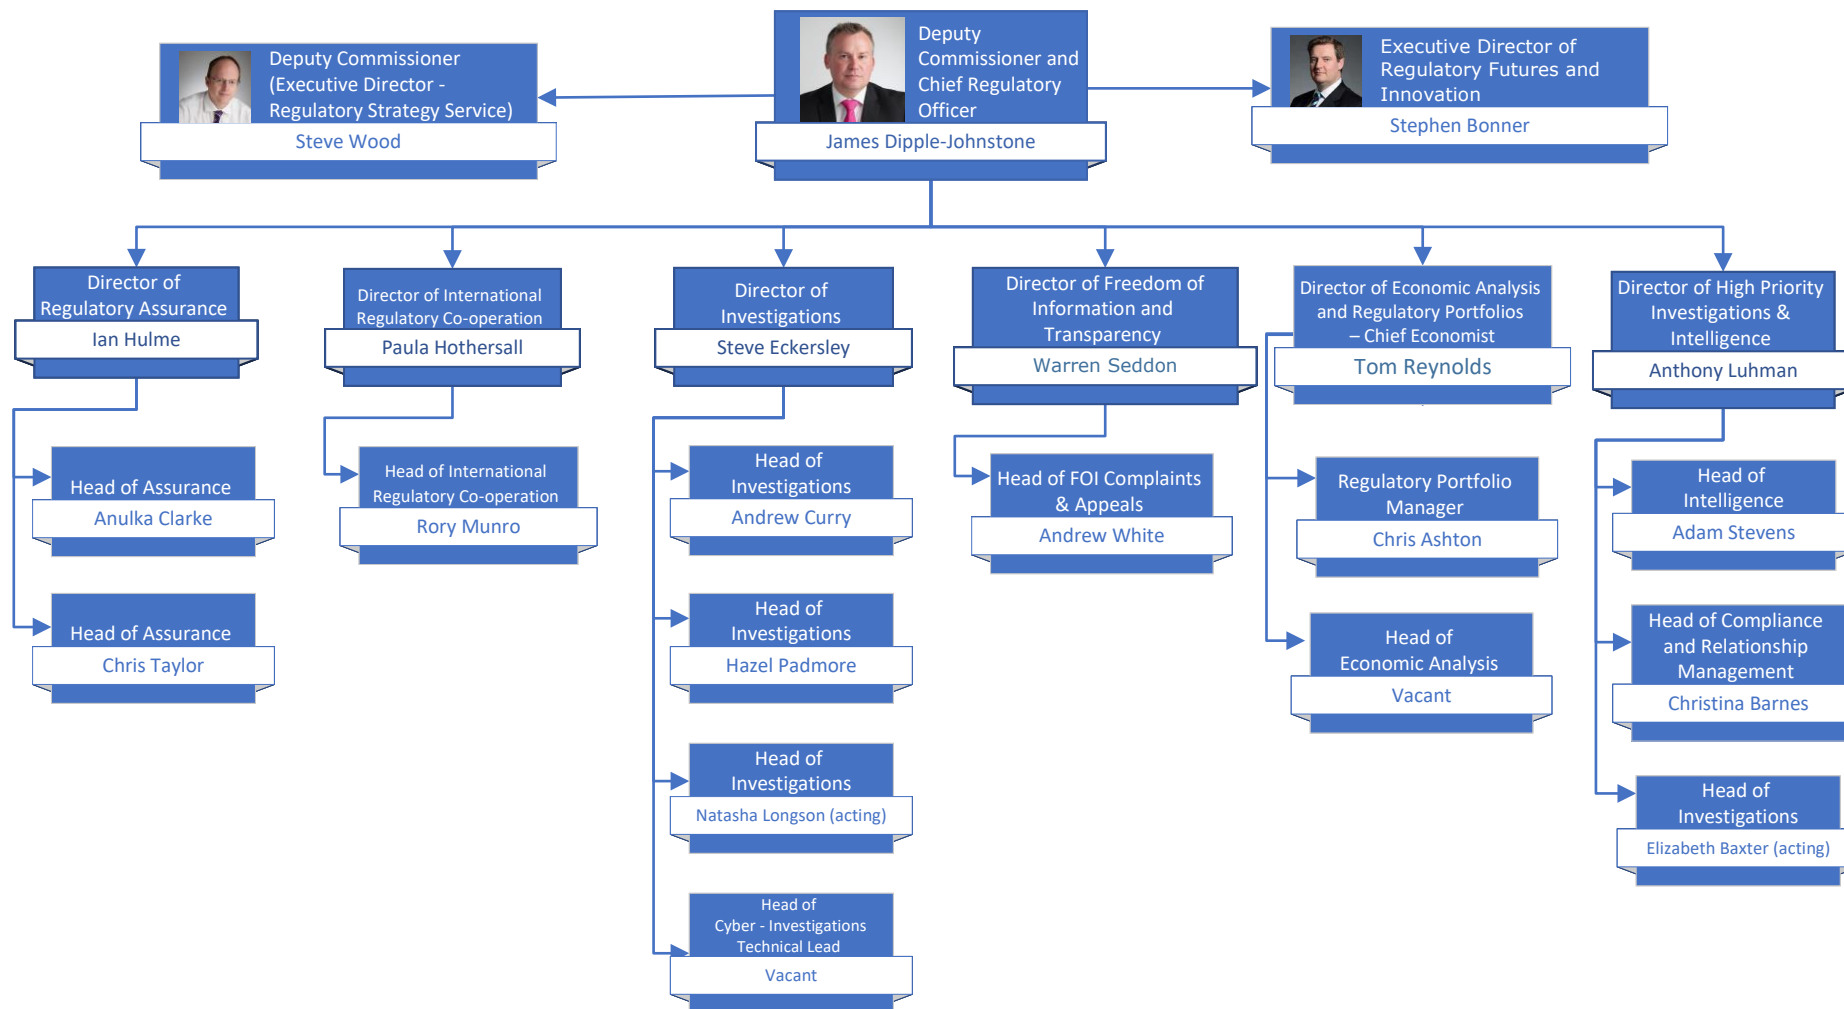 Deputy Commissioner
(Executive Director -
Regulatory Strategy Service)
Steve Wood
Deputy
Commissioner and
Chief Regulatory
Officer
James Dipple-Johnstone
Executive Director of
Regulatory Futures and
Innovation
Stephen Bonner
Director of
Regulatory Assurance
Ian Hulme
Director of International
Regulatory Co-operation
Paula Hothersall
Director of
Investigations
Steve Eckersley
Director of Freedom of
Information and
Transparency
Warren Seddon
Director of Economic Analysis
and Regulatory Portfolios
– Chief Economist
Tom Reynolds
Director of High Priority
Investigations &
Intelligence
Anthony Luhman
Head of Assurance
Anulka Clarke
Head of Assurance
Chris Taylor
Head of International
Regulatory Co-operation
Rory Munro
Head of
Investigations
Andrew Curry
Head of
Investigations
Hazel Padmore
Head of
Investigations
Natasha Longson (acting)
Head of
Cyber - Investigations
Technical Lead
Vacant
Head of FOI Complaints
& Appeals
Andrew White
Regulatory Portfolio
Manager
Chris Ashton
Head of
Economic Analysis
Vacant
Head of
Intelligence
Adam Stevens
Head of Compliance
and Relationship
Management
Christina Barnes
Head of
Investigations
Elizabeth Baxter (acting)